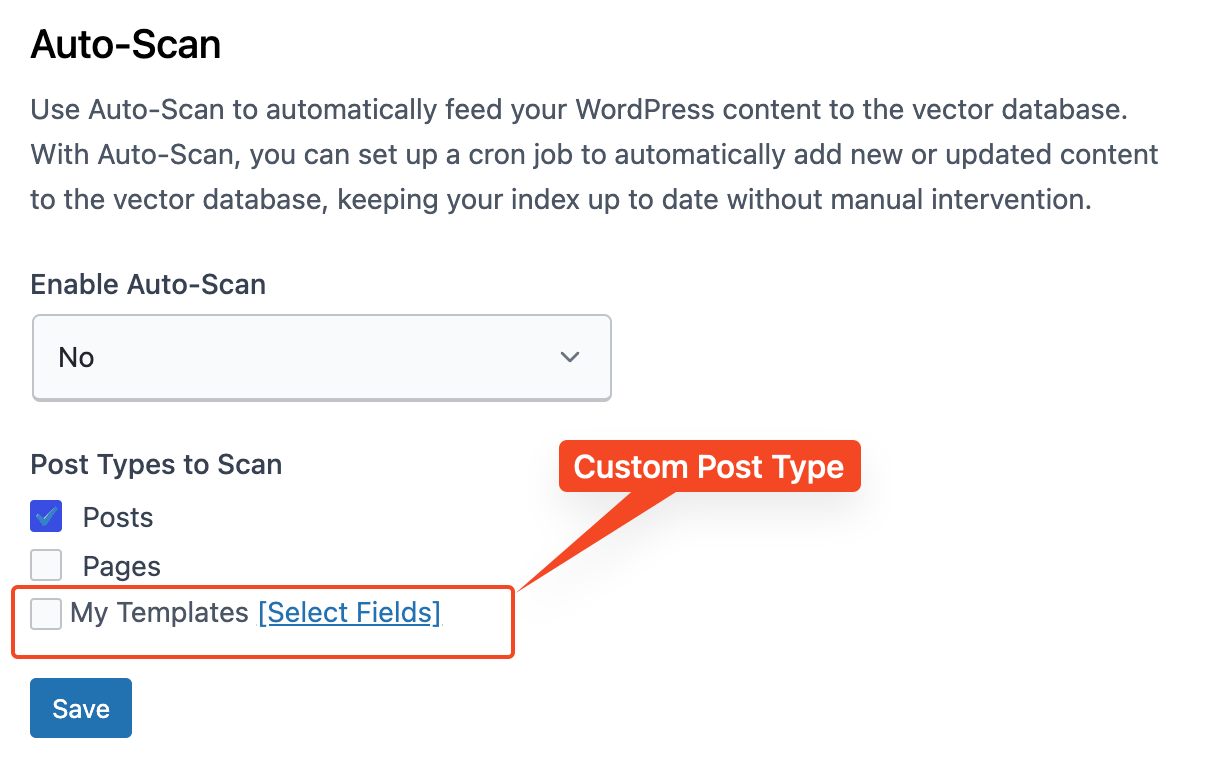 Auto-Scan
Use Auto-Scan to automatically feed your WordPress content to the vector database.
With Auto-Scan, you can set up a cron job to automatically add new or updated content
to the vector database, keeping your index up to date without manual intervention.
Enable Auto-Scan
No
Post Types to Scan
Custom Post Type
Posts
Pages
My Templates [Select Fields]
Save